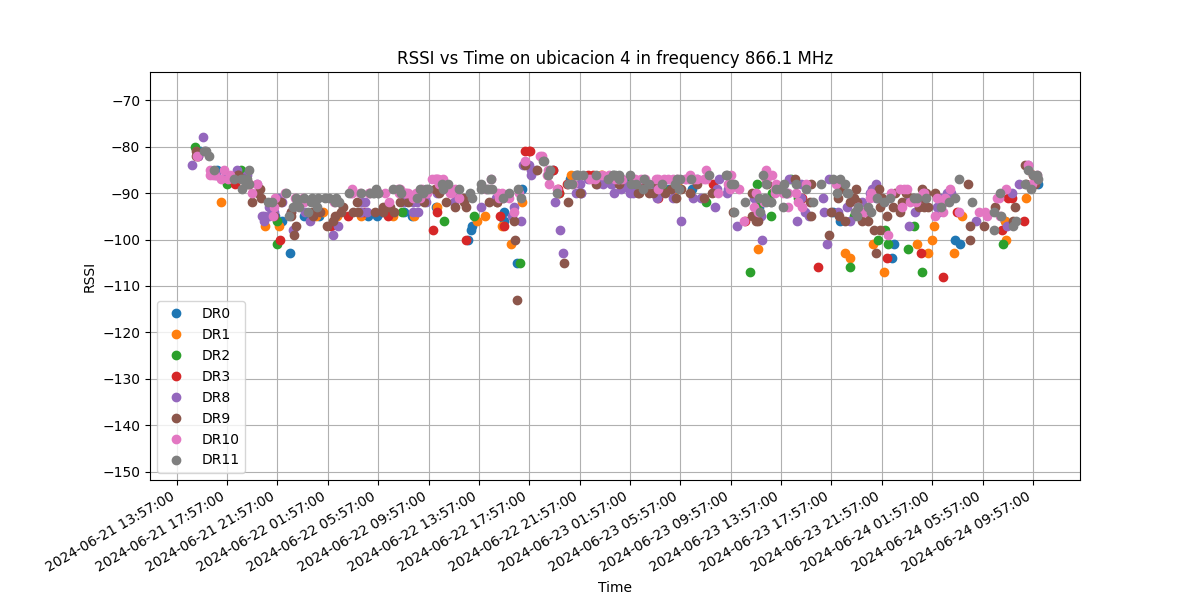 RSSI vs Time on ubicacion 4 in frequency 866.1 MHz
RSSI
−70
−80
−90
−100
−110
−120
−130
−140
−150
DR0
DR1
DR2
DR3
DR8
DR9
DR10
DR11
2024-06-21 13:57:00
2024-06-21 17:57:00
2024-06-21 21:57:00
2024-06-22 01:57:00
2024-06-22 05:57:00
2024-06-22 09:57:00
2024-06-22 13:57:00
2024-06-22 17:57:00
2024-06-22 21:57:00
2024-06-23 01:57:00
2024-06-23 05:57:00
2024-06-23 09:57:00
2024-06-23 13:57:00
2024-06-23 17:57:00
2024-06-23 21:57:00
2024-06-24 01:57:00
2024-06-24 05:57:00
2024-06-24 09:57:00
Time